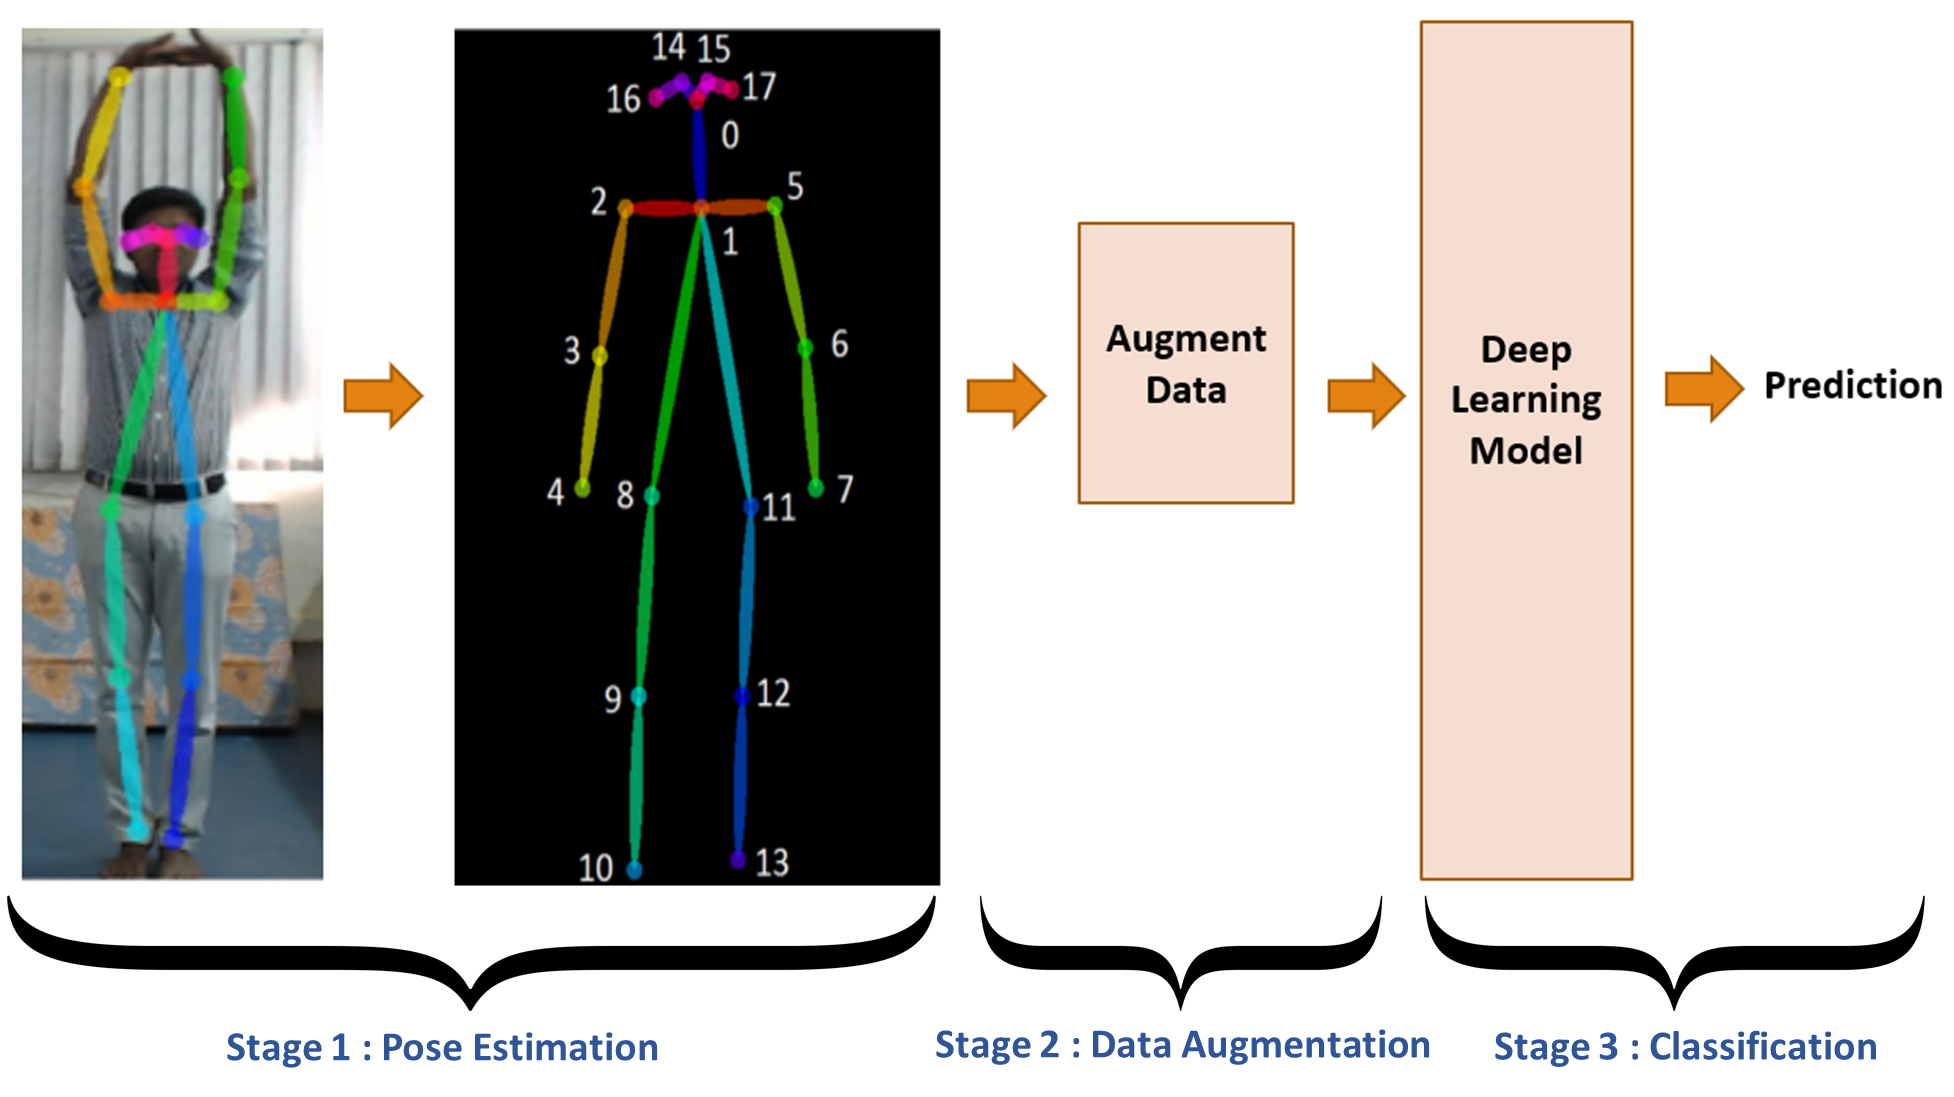 14 15
16
17
0
2
5
1
3
6
4
8
11
7
9
12
10
13
Augment
Data
Deep
Learning
Model
Prediction
Stage 1 : Pose Estimation
Stage 2 : Data Augmentation
Stage 3 : Classification